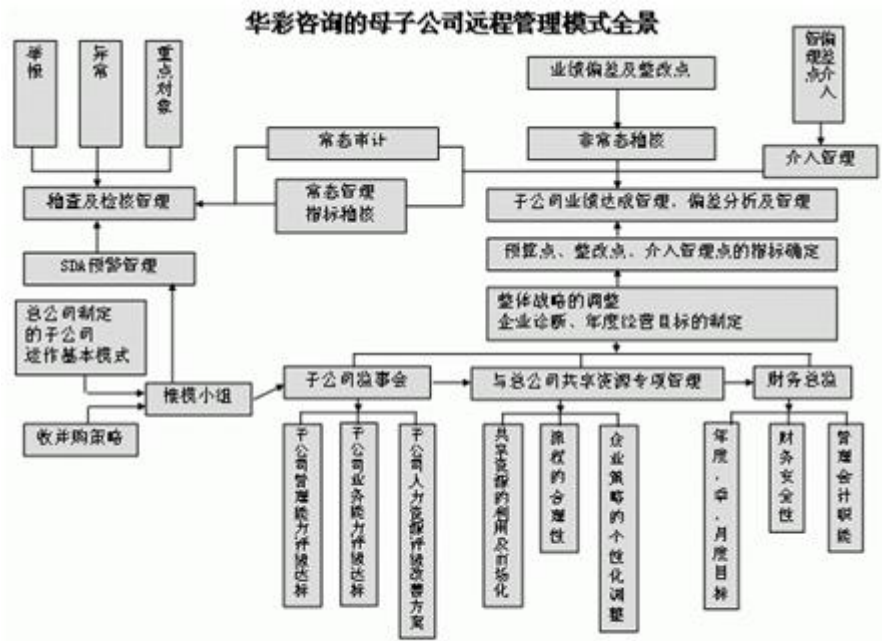 华彩咨询的母子公司远程管理模式全景
举报
异常
重点对象
业绩偏差及整改点
偏差介入
管理点
常态审计
非常态稽核
介入管理
稽查及检核管理
常态管理
指标稽核
子公司业绩达成管理、偏差分析及管理
SDA预警管理
预算点、整改点、介入管理点的指标确定
总公司制定
的子公司
运作基本模式
整体战略的调整
企业诊断、年度经营目标的制定
推模小组
子公司监事会
与总公司共享资源专项管理
财务总监
收并购策略
子公司管理能力评级达标
子公司业务能力评级达标
子公司人力资源评级改善方案
共享资源的利用及市场化
流程的合理性
企业策略的个性化调整
年度、季、月度目标
财务安全性
管理会计职能